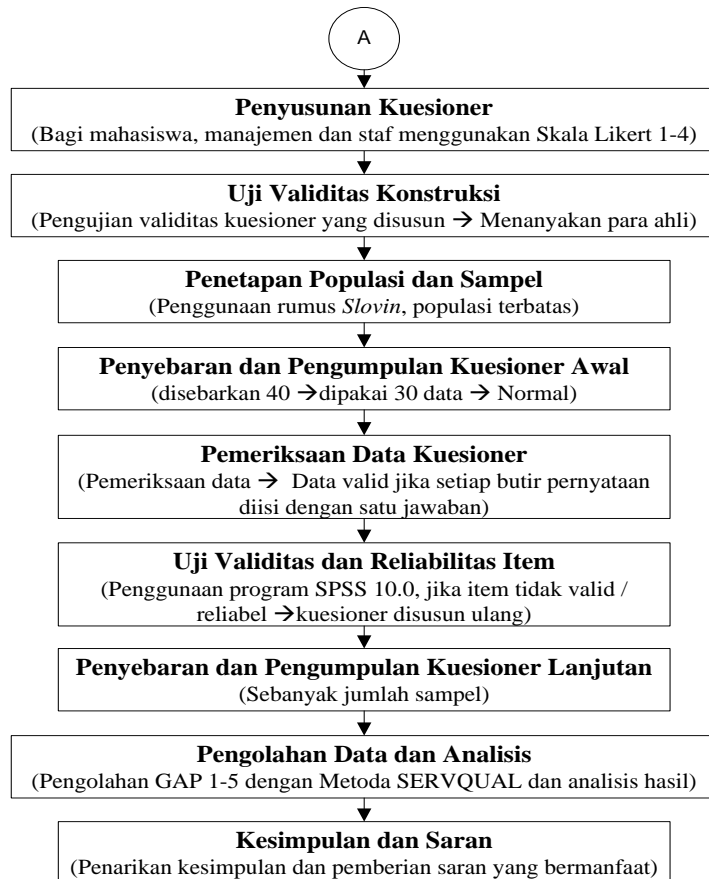 A
Penyusunan Kuesioner
(Bagi mahasiswa, manajemen dan staf menggunakan Skala Likert 1-4)
Uji Validitas Konstruksi
(Pengujian validitas kuesioner yang disusun → Menanyakan para ahli)
Penetapan Populasi dan Sampel
(Penggunaan rumus Slovin, populasi terbatas)
Penyebaran dan Pengumpulan Kuesioner Awal
(disebarkan 40 →dipakai 30 data → Normal)
Pemeriksaan Data Kuesioner
(Pemeriksaan data → Data valid jika setiap butir pernyataan
diisi dengan satu jawaban)
Uji Validitas dan Reliabilitas Item
(Penggunaan program SPSS 10.0, jika item tidak valid /
reliabel →kuesioner disusun ulang)
Penyebaran dan Pengumpulan Kuesioner Lanjutan
(Sebanyak jumlah sampel)
Pengolahan Data dan Analisis
(Pengolahan GAP 1-5 dengan Metoda SERVQUAL dan analisis hasil)
Kesimpulan dan Saran
(Penarikan kesimpulan dan pemberian saran yang bermanfaat)